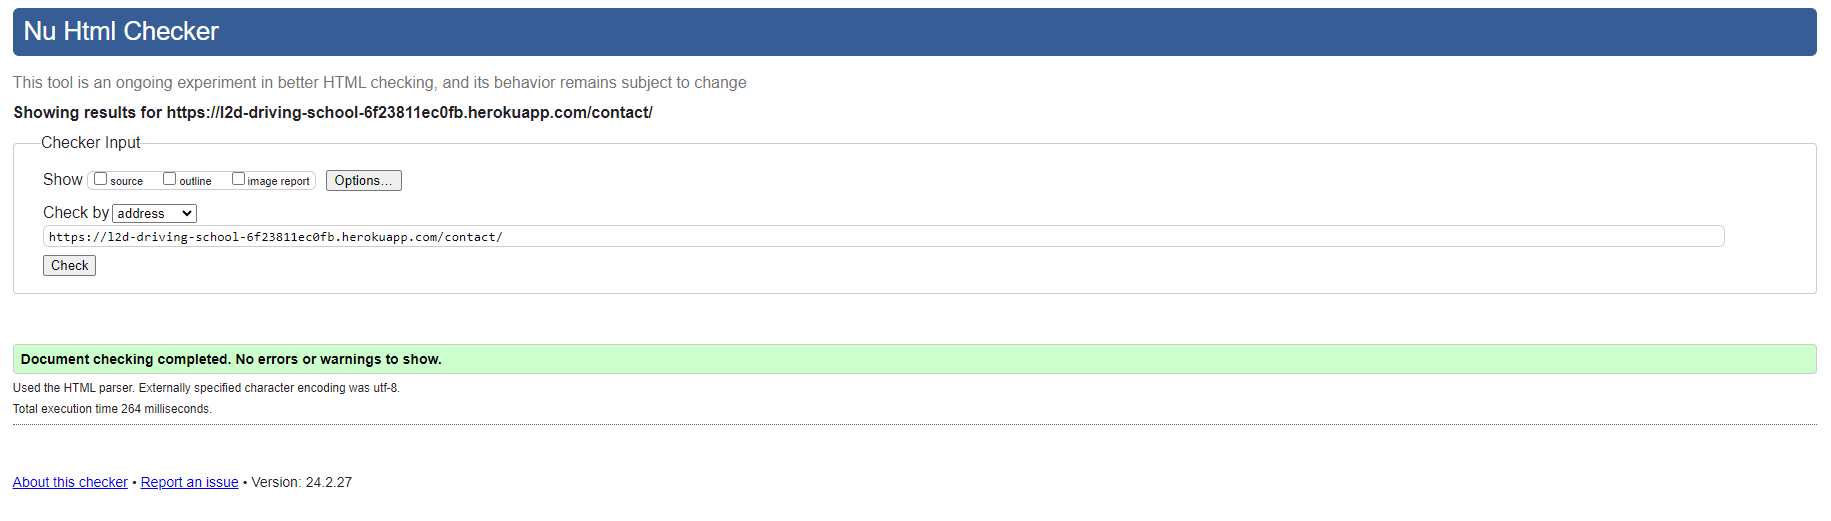 Nu Html Checker
This tool is an ongoing experiment in better HTML checking, and its behavior remains subject to change
Showing results for https://l2d-driving-school-6f23811ec0fb.herokuapp.com/contact/
Checker Input
Show source outline image report Options...
Check by address
https://l2d-driving-school-6f23811ec0fb.herokuapp.com/contact/
Check
Document checking completed. No errors or warnings to show.
Used the HTML parser. Externally specified character encoding was utf-8.
Total execution time 264 milliseconds.
About this checker • Report an issue • Version: 24.2.27